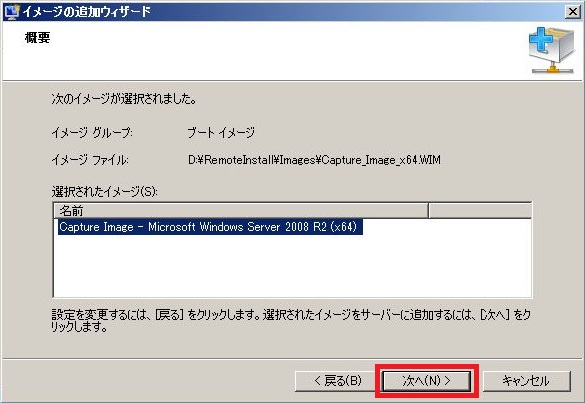 イメージの追加ウィザード
概要
次のイメージが選択されました。
イメージ グループ: ブート イメージ
イメージ ファイル: D:¥RemoteInstall¥Images¥Capture_Image_x64.WIM
選択されたイメージ(S):
名前
Capture Image - Microsoft Windows Server 2008 R2 (x64)
設定を変更するには、[戻る] をクリックします。選択されたイメージをサーバーに追加するには、[次へ] をク
リックします。
< 戻る(B) 次へ(N) > キャンセル